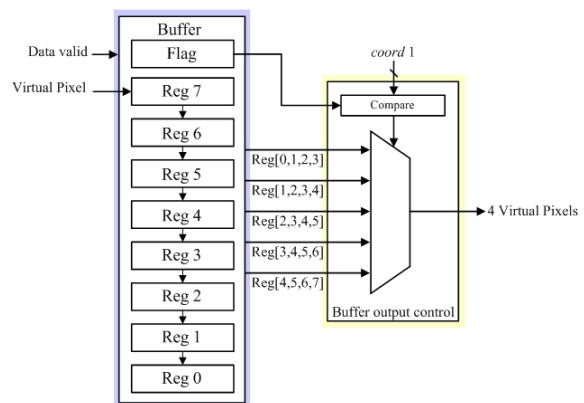 Buffer
Data valid
Flag
coord 1
Virtual Pixel
Reg 7
Compare
Reg 6
Reg[0,1,2,3]
Reg 5
Reg[1,2,3,4]
Reg 4
Reg[2,3,4,5]
4 Virtual Pixels
Reg 3
Reg[3,4,5,6]
Reg 2
Reg[4,5,6,7]
Buffer output control
Reg 1
Reg 0